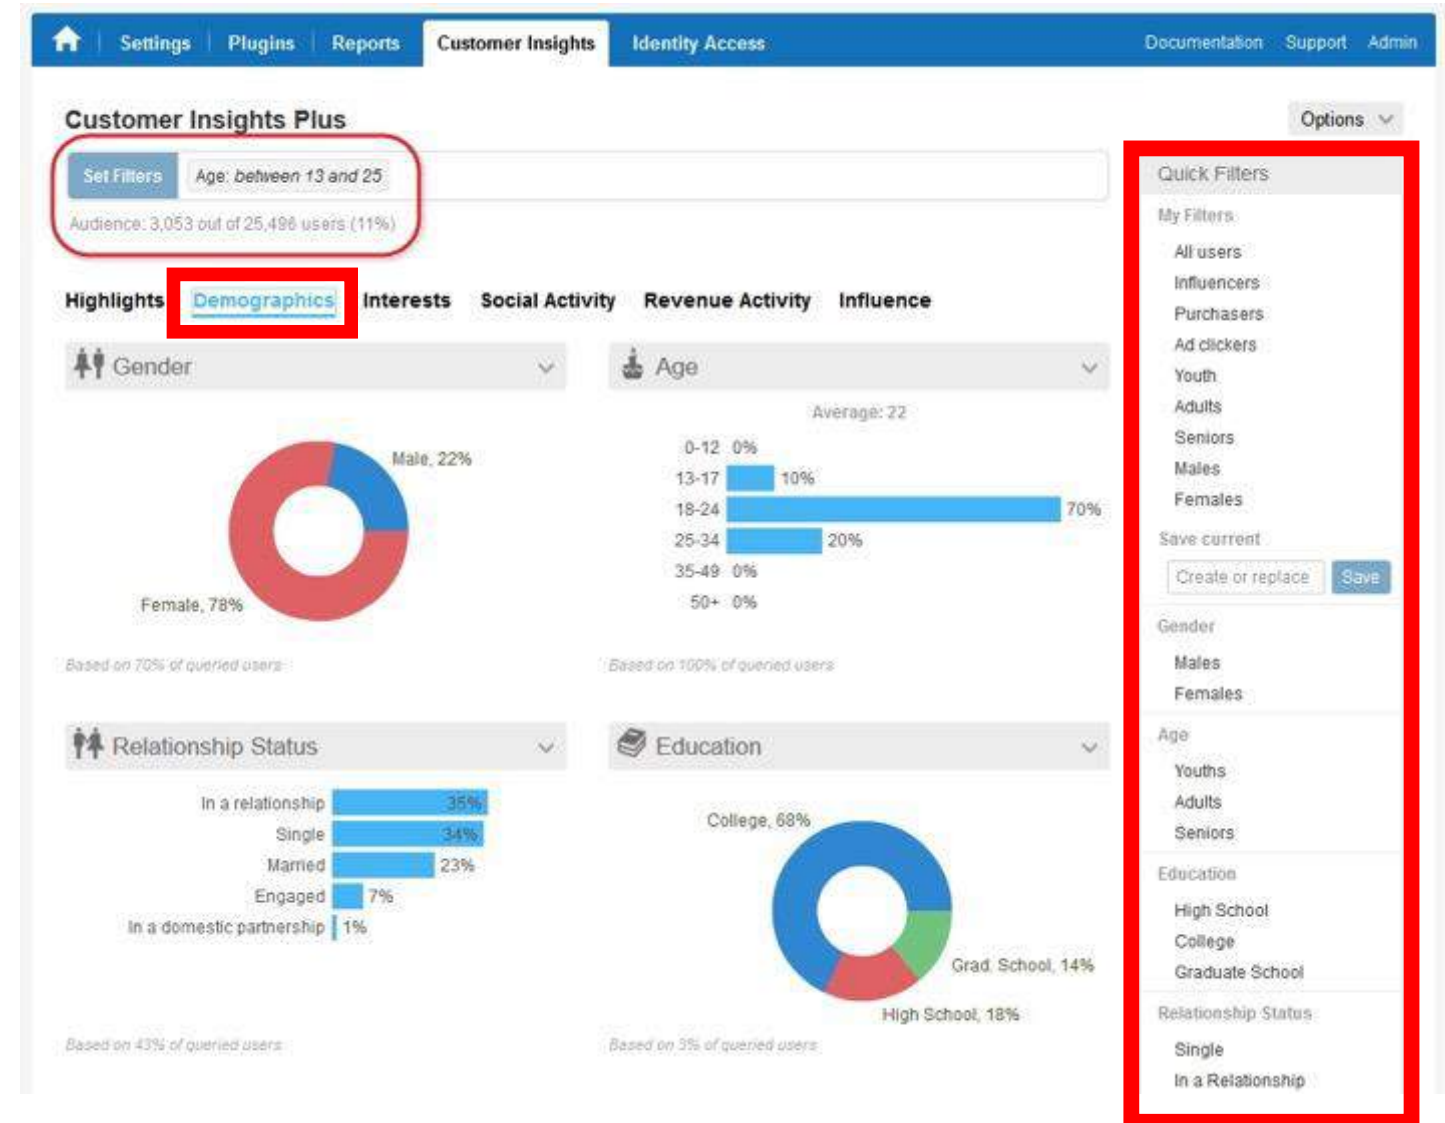 Settings Plugins Reports Customer Insights Identity Access Documentation Support Admin
Customer Insights Plus
Options
Set Filters Age: between 13 and 25
Audience: 3,053 out of 25,496 users (11%)
Highlights Demographics Interests Social Activity Revenue Activity Influence
Gender
Male, 22%
Female, 78%
Based on 70% of queried users
Age
Average: 22
0-12 0%
13-17 10%
18-24 70%
25-34 20%
35-49 0%
50+ 0%
Based on 100% of queried users
Relationship Status
In a relationship 35%
Single 34%
Married 23%
Engaged 7%
In a domestic partnership 1%
Based on 43% of queried users
Education
College, 68%
Grad. School, 14%
High School, 18%
Based on 3% of queried users
Quick Filters
My Filters
All users
Influencers
Purchasers
Ad clickers
Youth
Adults
Seniors
Males
Females
Save current
Create or replace Save
Gender
Males
Females
Age
Youths
Adults
Seniors
Education
High School
College
Graduate School
Relationship Status
Single
In a Relationship